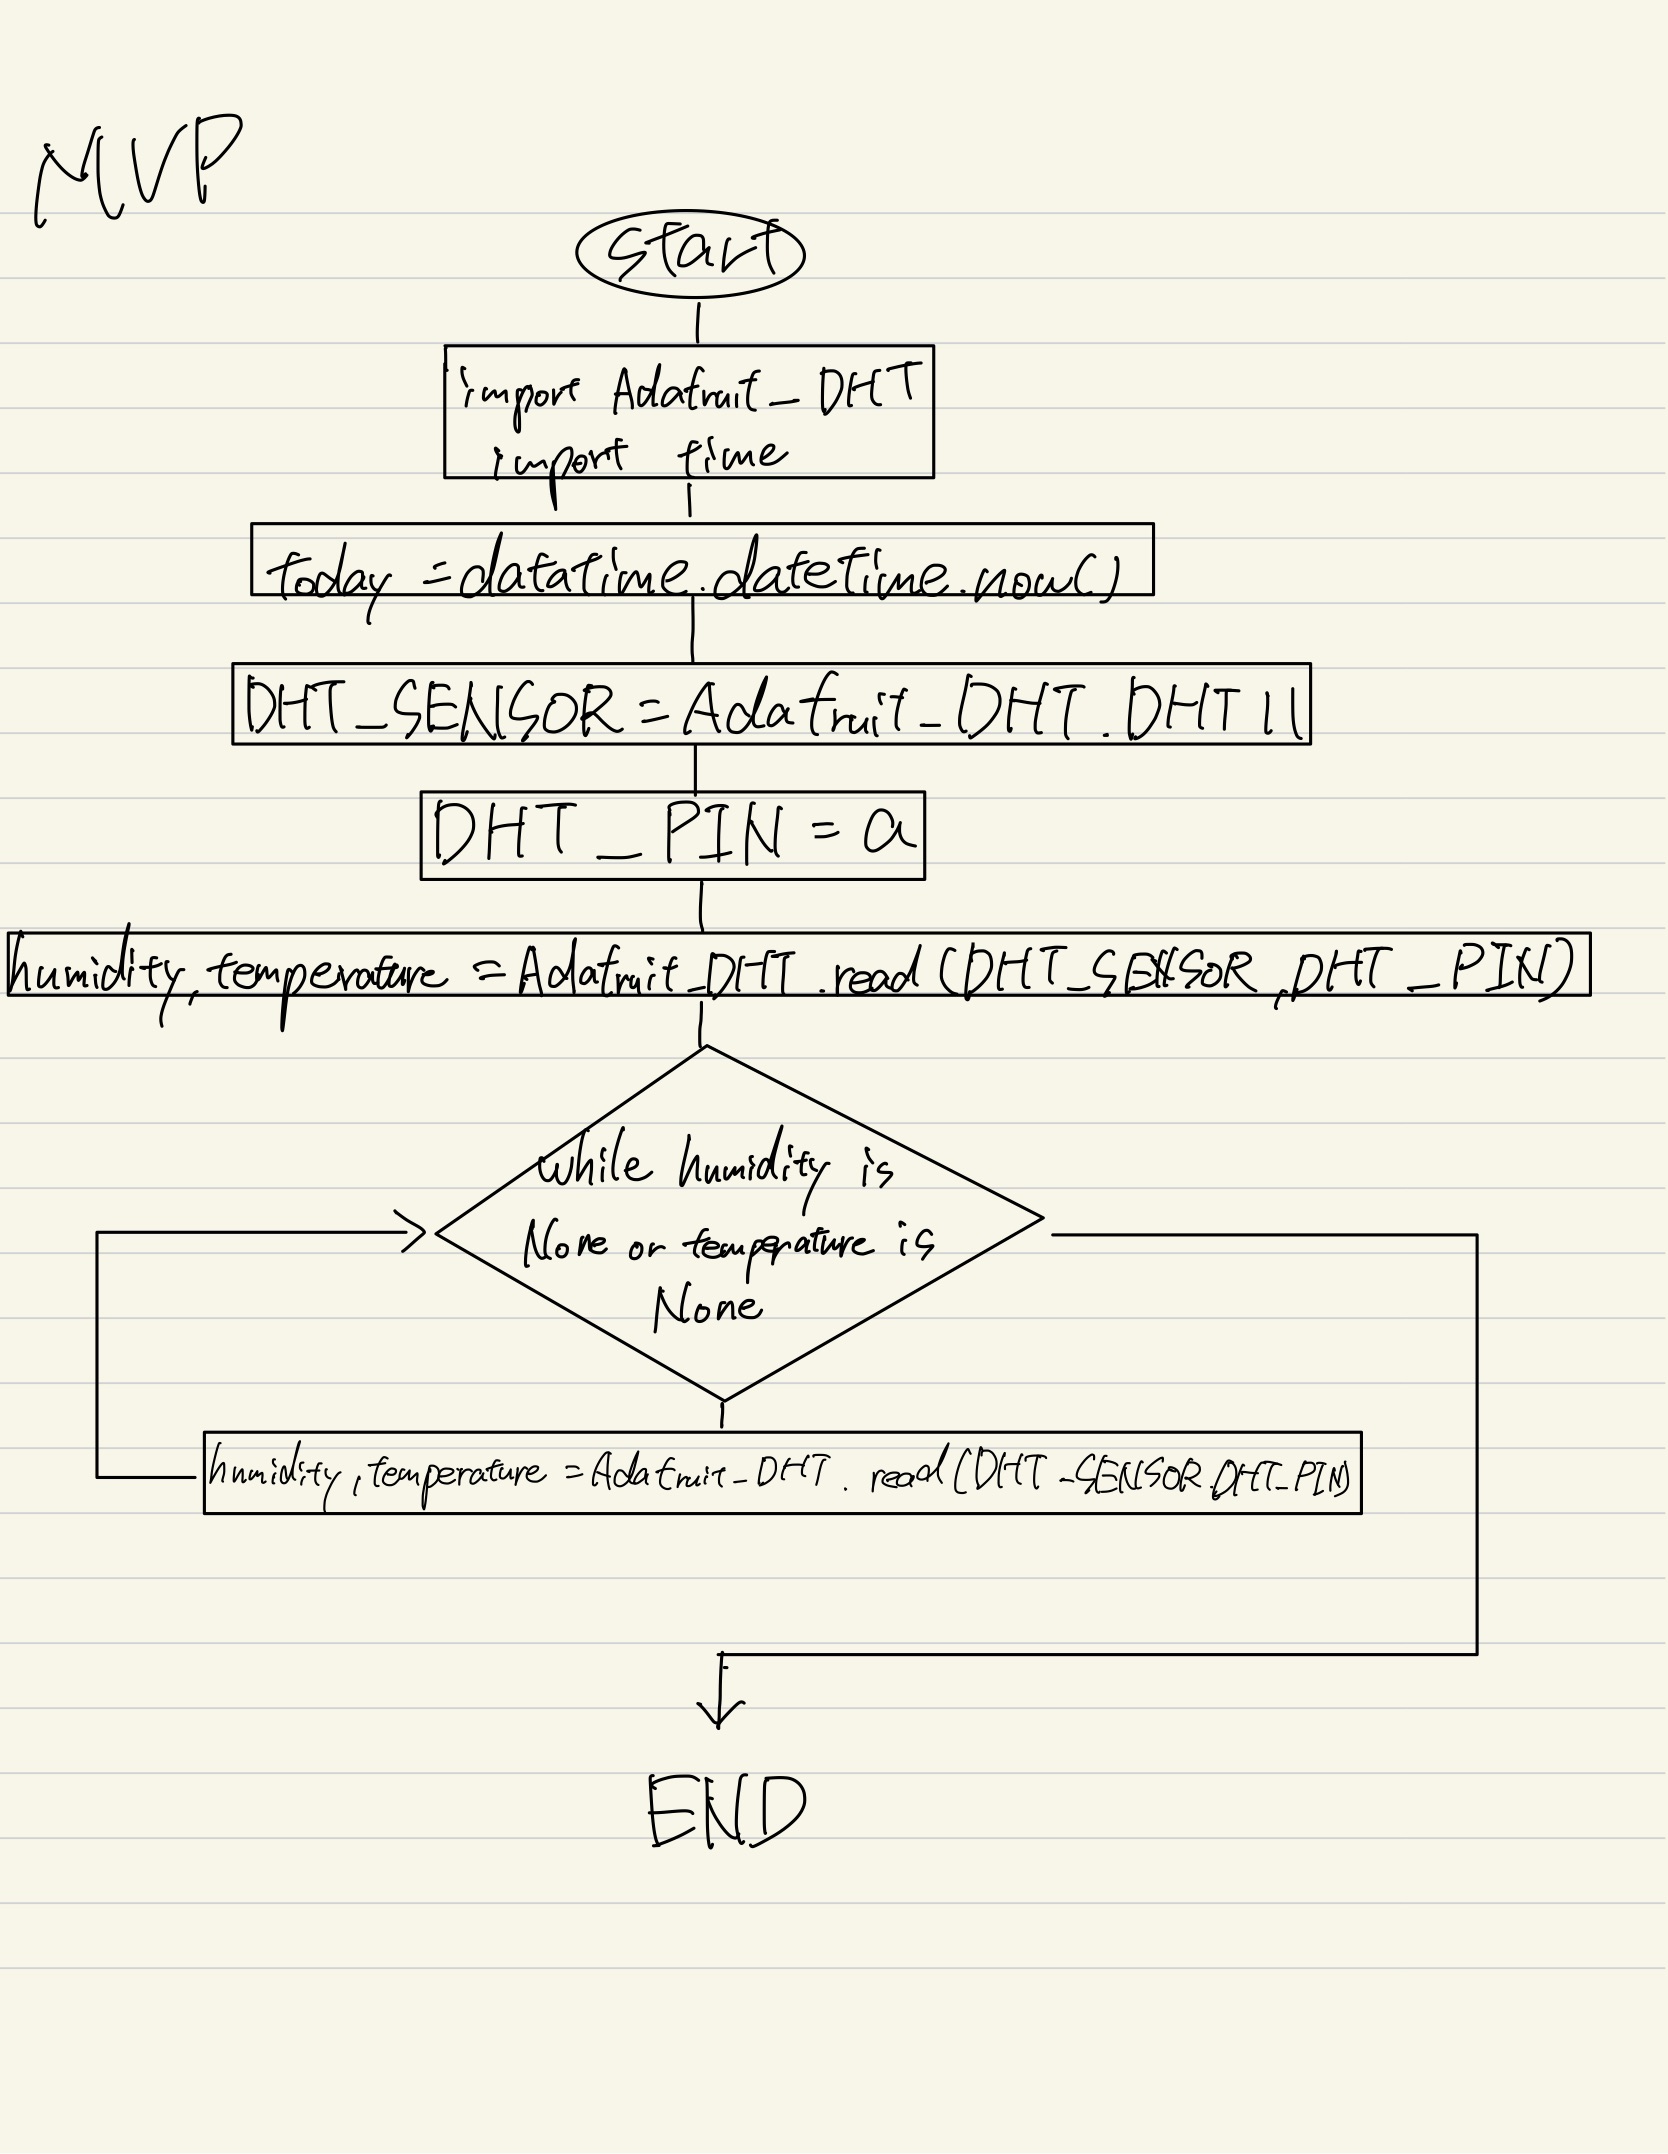 MVP
start
import Adafruit_DHT
import time
today = datatime.datetime.now()
DHT_SENSOR = Adafruit_DHT.DHT11
DHT_PIN = a
humidity, temperature = Adafruit_DHT.read(DHT_SENSOR, DHT_PIN)
while humidity is
None or temperature is
None
humidity, temperature = Adafruit_DHT.read(DHT_SENSOR.DHT_PIN)
END